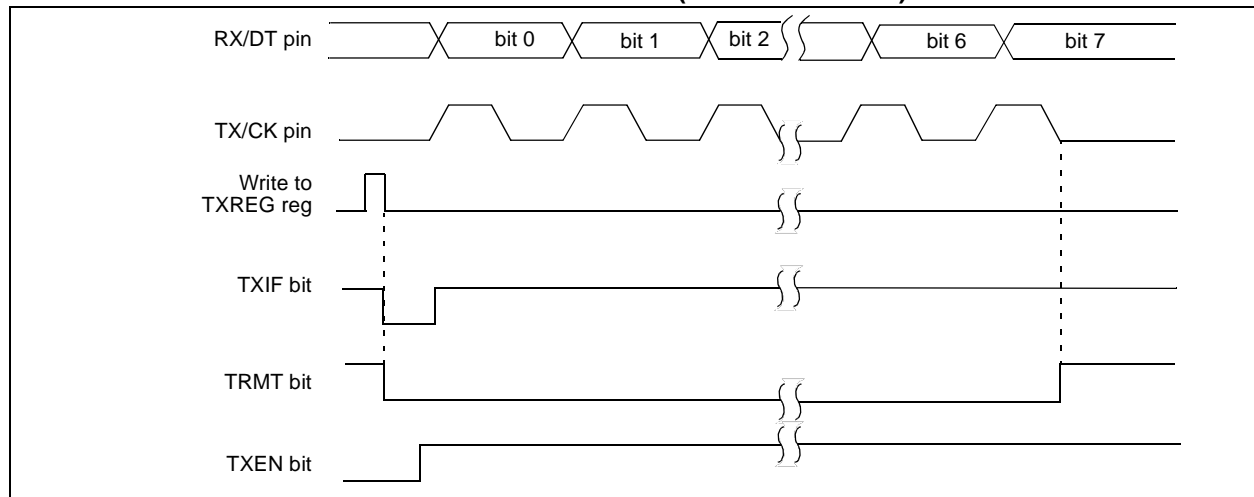 RX/DT pin
bit 0
bit 1
bit 2
bit 6
bit 7
TX/CK pin
Write to
TXREG reg
TXIF bit
TRMT bit
TXEN bit